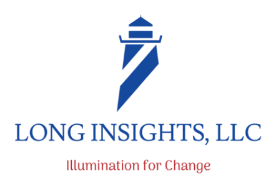 LONG INSIGHTS, LLC
Illumination for Change